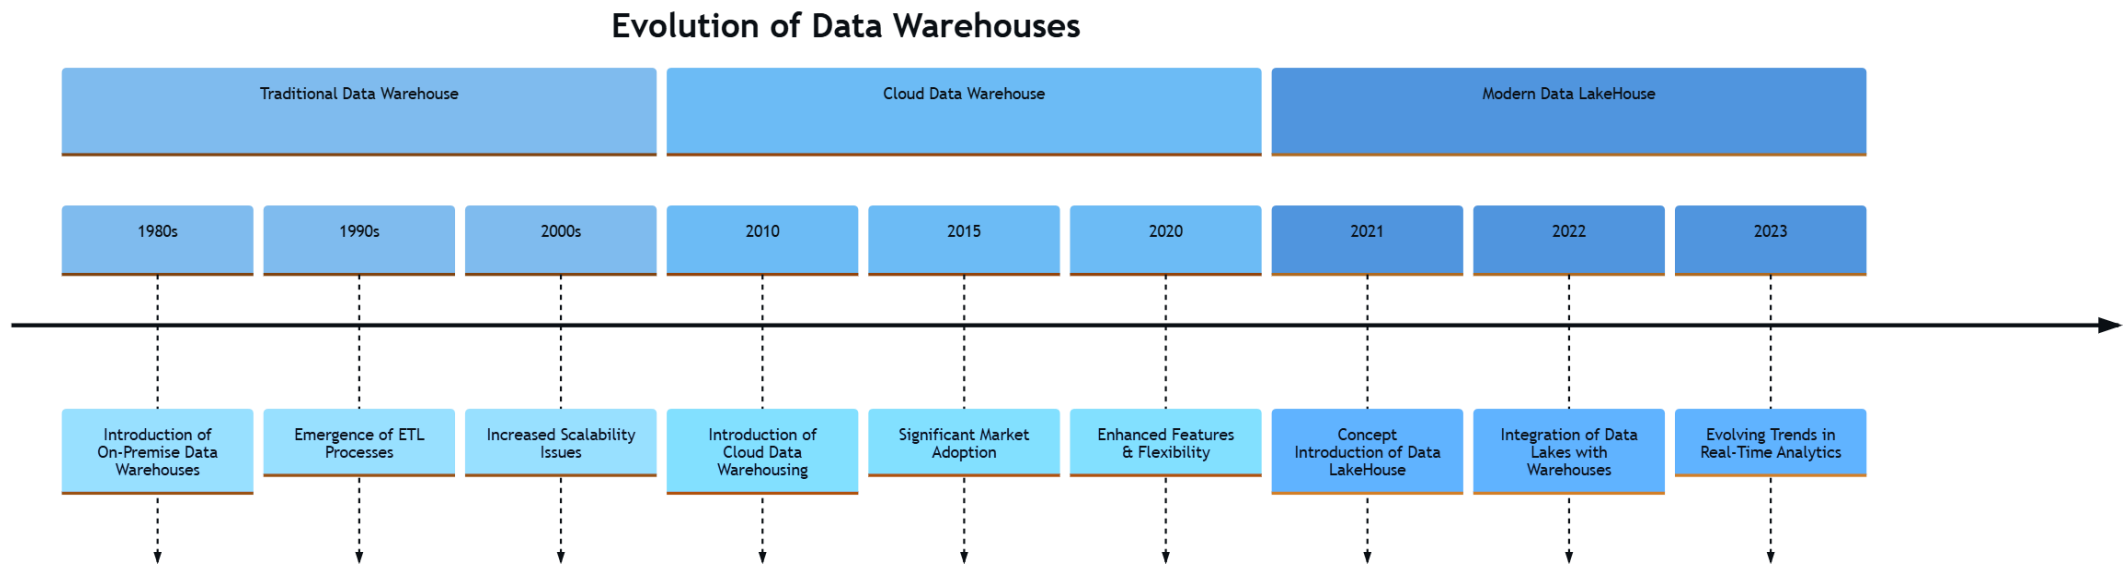 Evolution of Data Warehouses
Traditional Data Warehouse
Cloud Data Warehouse
Modern Data LakeHouse
1980s
1990s
2000s
2010
2015
2020
2021
2022
2023
Introduction of
On-Premise Data
Warehouses
Emergence of ETL
Processes
Increased Scalability
Issues
Introduction of
Cloud Data
Warehousing
Significant Market
Adoption
Enhanced Features
& Flexibility
Concept
Introduction of Data
LakeHouse
Integration of Data
Lakes with
Warehouses
Evolving Trends in
Real-Time Analytics